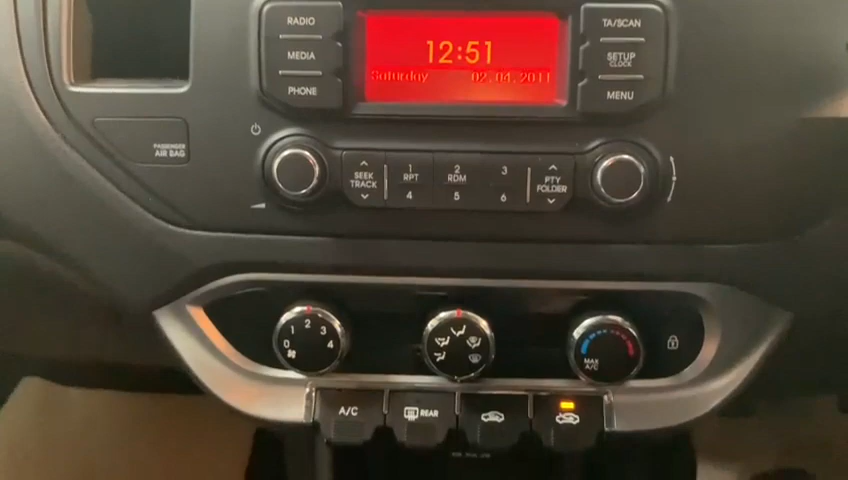 RADIO
MEDIA
PHONE
12:51
Saturday 02.04.2011
TA/SCAN
SETUP
CLOCK
MENU
PASSENGER
AIR BAG
SEEK
TRACK
1 RPT
2 RDM
3
4
5
6
PTY
FOLDER
0 1 2 3 4
MAX
A/C
A/C
REAR